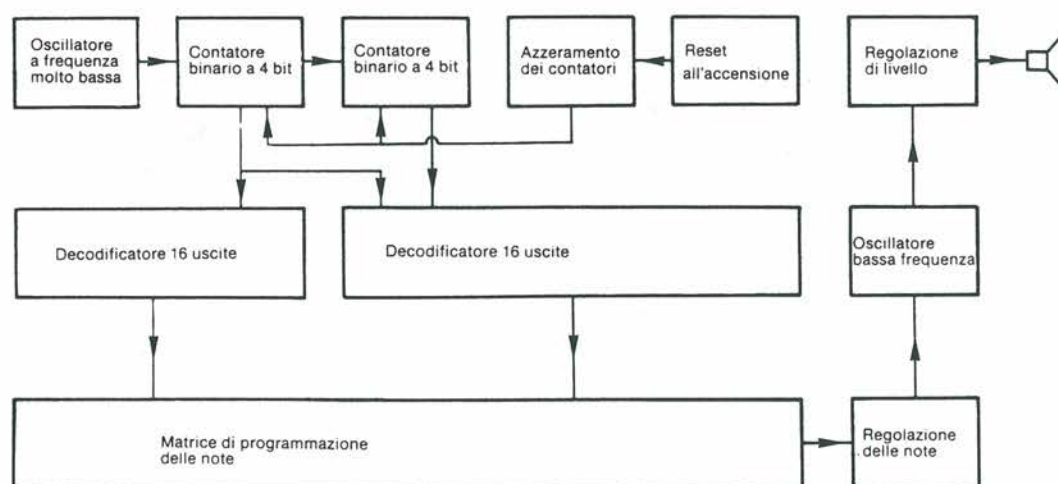 Oscillatore
a frequenza
molto bassa
Contatore
binario a 4 bit
Contatore
binario a 4 bit
Azzeramento
dei contatori
Reset
all'accensione
Regolazione
di livello
Decodificatore 16 uscite
Decodificatore 16 uscite
Oscillatore
bassa frequenza
Matrice di programmazione
delle note
Regolazione
delle note